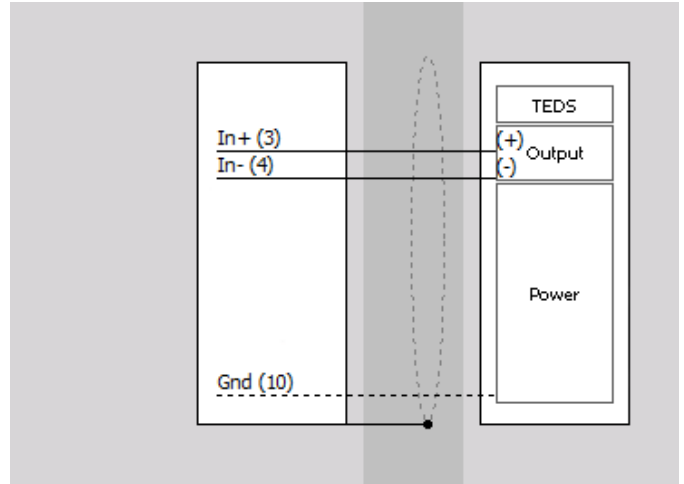 TEDS
In+ (3)
(+)
Output
In- (4)
(-)
Power
Gnd (10)